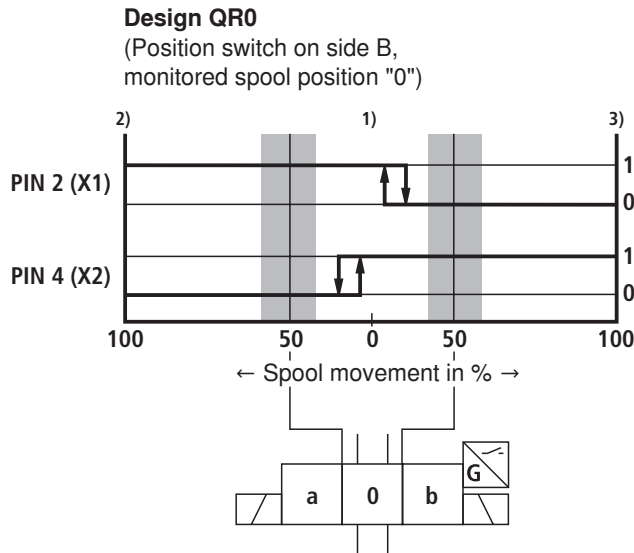 Design QR0
(Position switch on side B,
monitored spool position "0")
2) 1) 3)
PIN 2 (X1) 1
0
PIN 4 (X2) 1
0
100 50 0 50 100
← Spool movement in % →
G
a 0 b